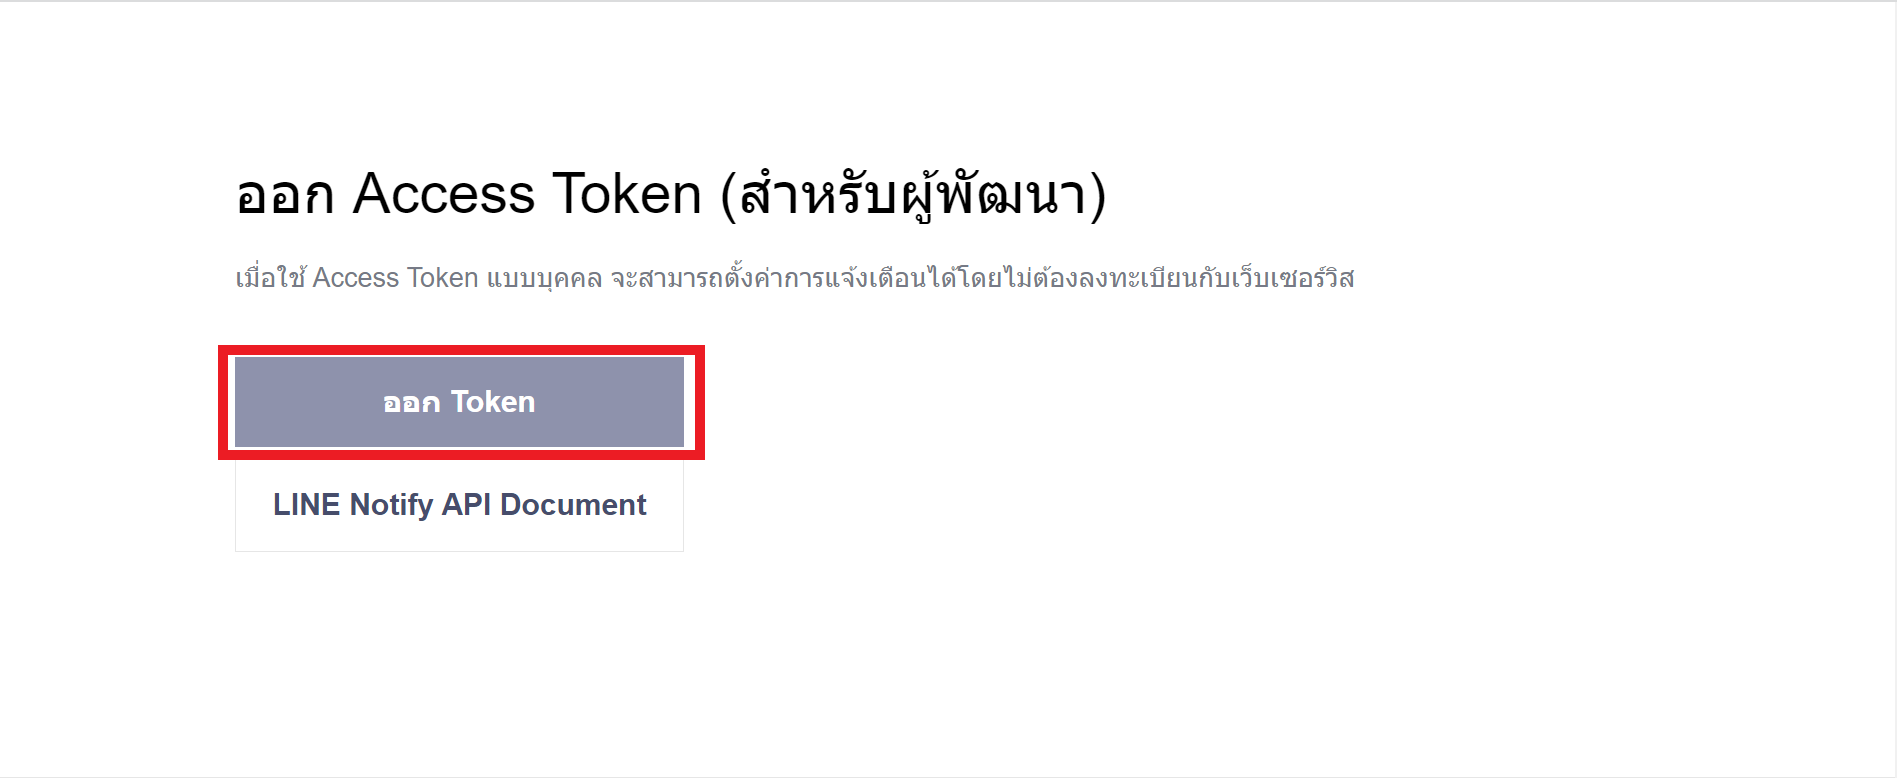 ออก Access Token (สำหรับผู้พัฒนา)
เมื่อใช้ Access Token แบบบุคคล จะสามารถตั้งค่าการแจ้งเตือนได้โดยไม่ต้องลงทะเบียนกับเว็บเซอร์วิส
ออก Token
LINE Notify API Document